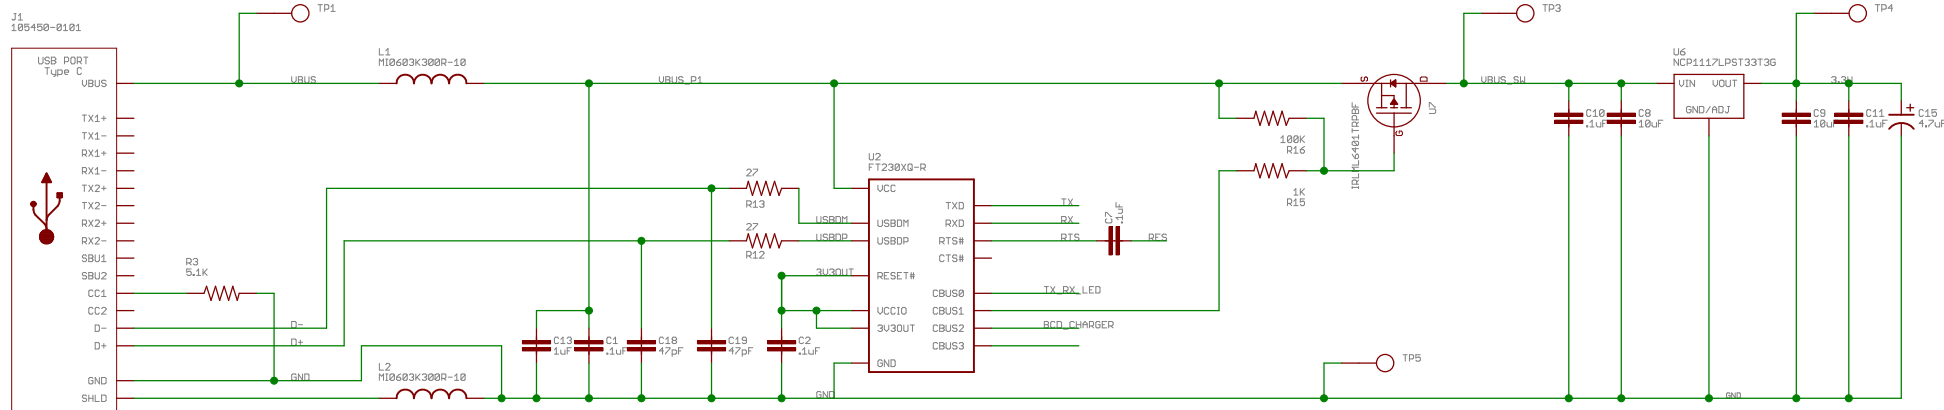 J1
105450-0101
USB PORT
Type C
VBUS
TX1+
TX1-
RX1+
RX1-
TX2+
TX2-
RX2+
RX2-
SBU1
SBU2
CC1
CC2
D-
D+
GND
SHLD
TP1
VBUS
L1
MI0603K300R-10
VBUS_P1
R3
5.1K
D-
D+
GND
L2
MI0603K300R-10
C13
1uF
C1
.1uF
C18
47pF
C19
47pF
C2
.1uF
27
R13
27
R12
USBDM
USBDP
3V3OUT
GND
U2
FT230XQ-R
VCC
USBDM
USBDP
RESET#
VCCIO
3V3OUT
GND
TXD
RXD
RTS#
CTS#
CBUS0
CBUS1
CBUS2
CBUS3
TX
RX
RTS
C7
.1uF
RES
TX_RX_LED
BCD_CHARGER
100K
R16
1K
R15
IRLML6401TRPBF
S
D
G
U7
TP3
VBUS_SW
TP5
C10
.1uF
C8
10uF
U6
NCP1117LPST33T3G
VIN
VOUT
GND/ADJ
GND
TP4
3.3V
C9
10uF
C11
.1uF
+
C15
4.7uF